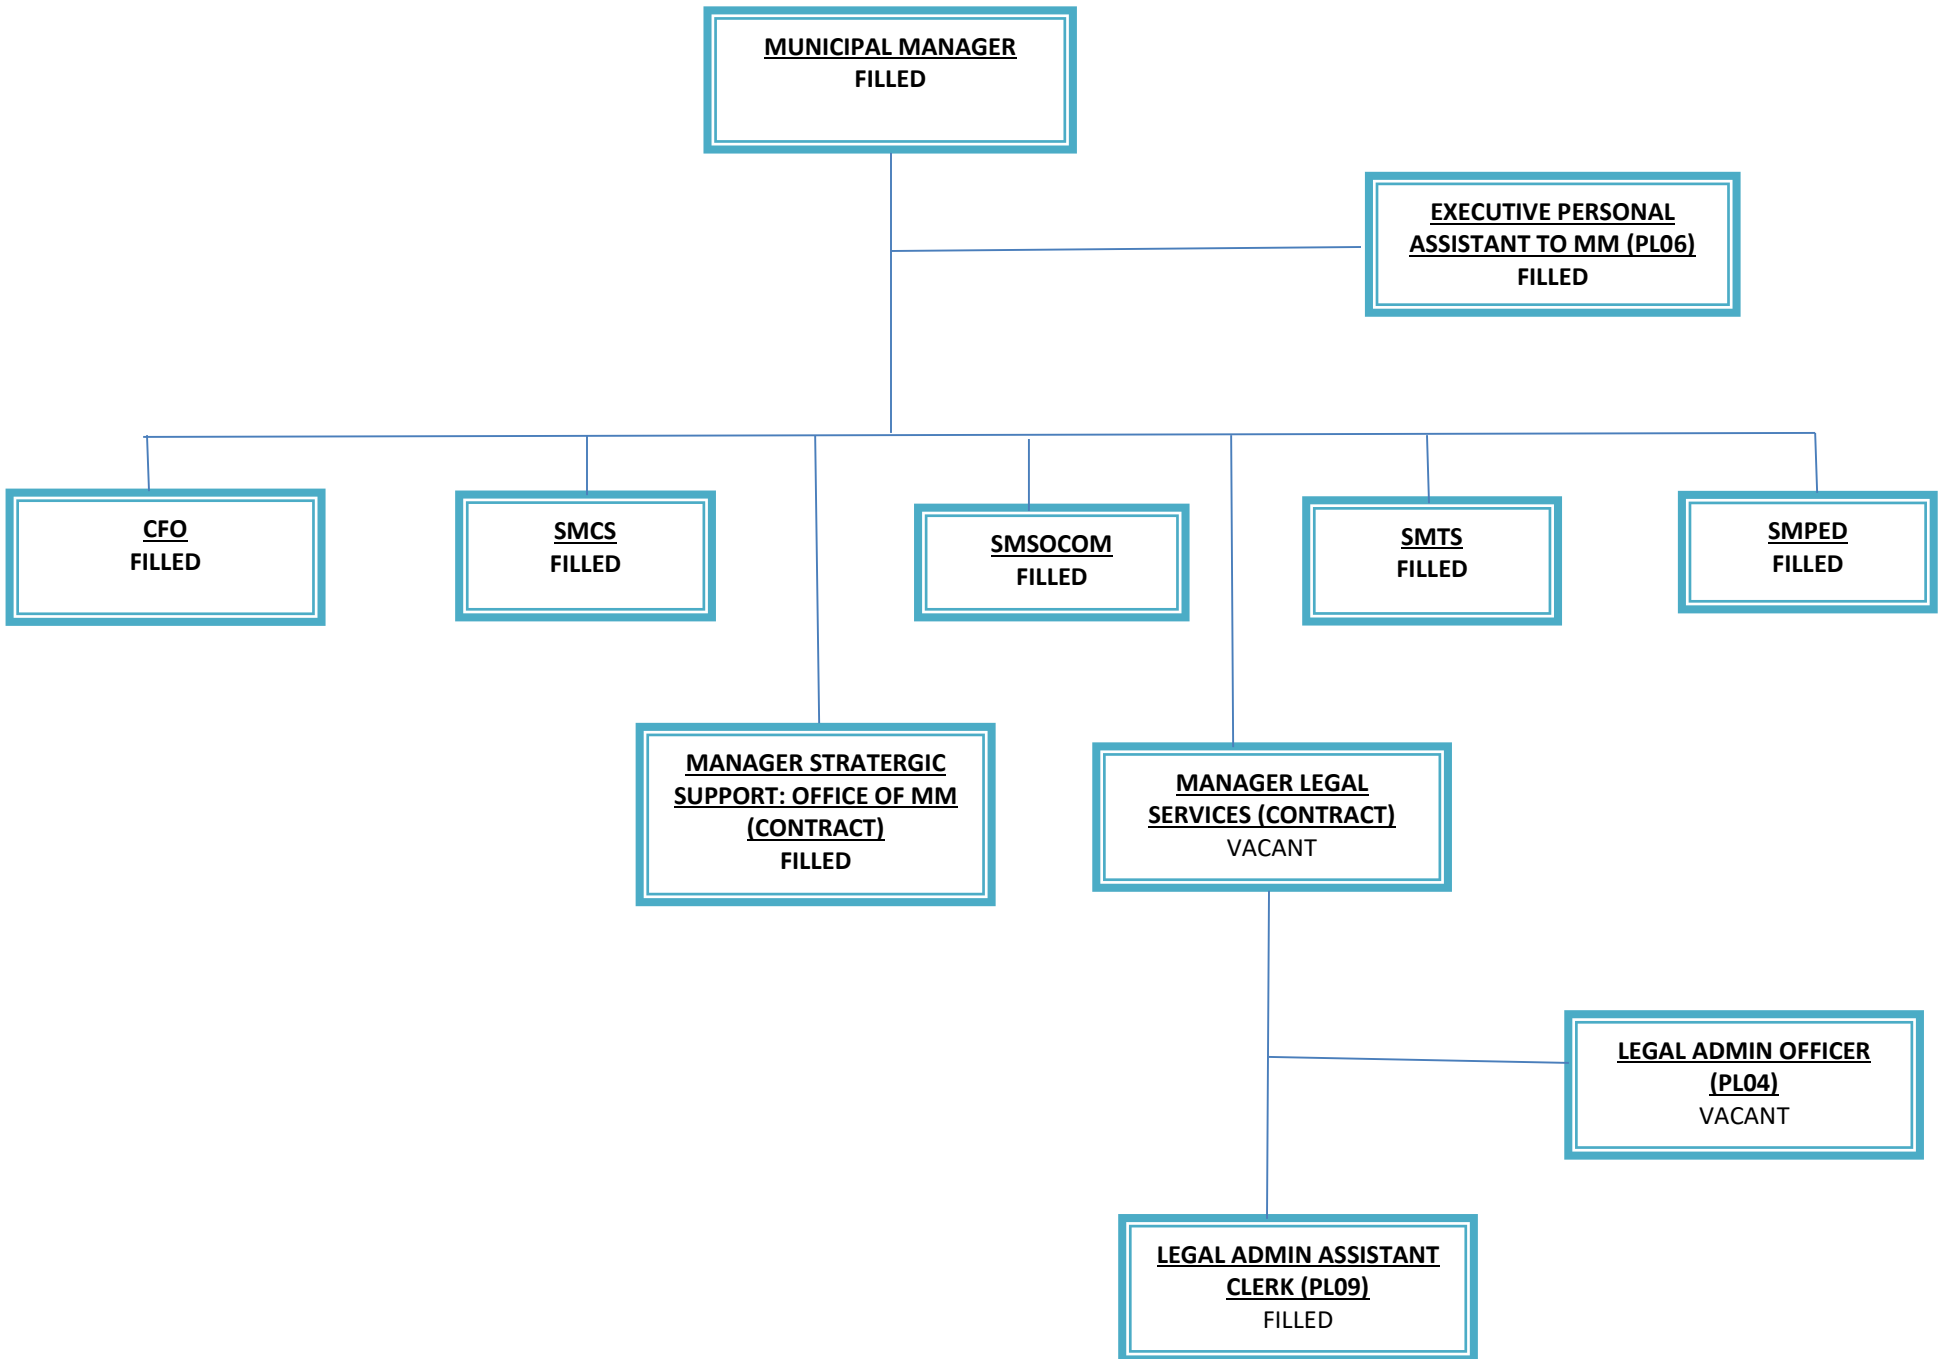 MUNICIPAL MANAGER
FILLED
EXECUTIVE PERSONAL
ASSISTANT TO MM (PL06)
FILLED
CFO
FILLED
SMCS
FILLED
SMSOCOM
FILLED
SMTS
FILLED
SMPED
FILLED
MANAGER STRATERGIC
SUPPORT: OFFICE OF MM
(CONTRACT)
FILLED
MANAGER LEGAL
SERVICES (CONTRACT)
VACANT
LEGAL ADMIN OFFICER
(PL04)
VACANT
LEGAL ADMIN ASSISTANT
CLERK (PL09)
FILLED